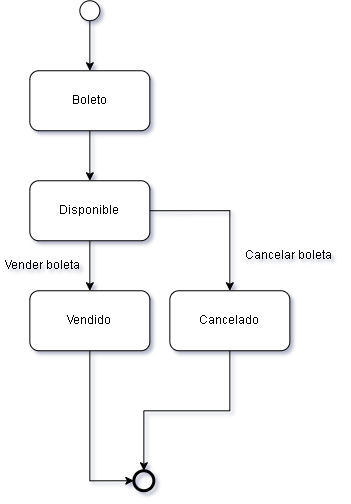 Boleto
Disponible
Vender boleta
Cancelar boleta
Vendido
Cancelado